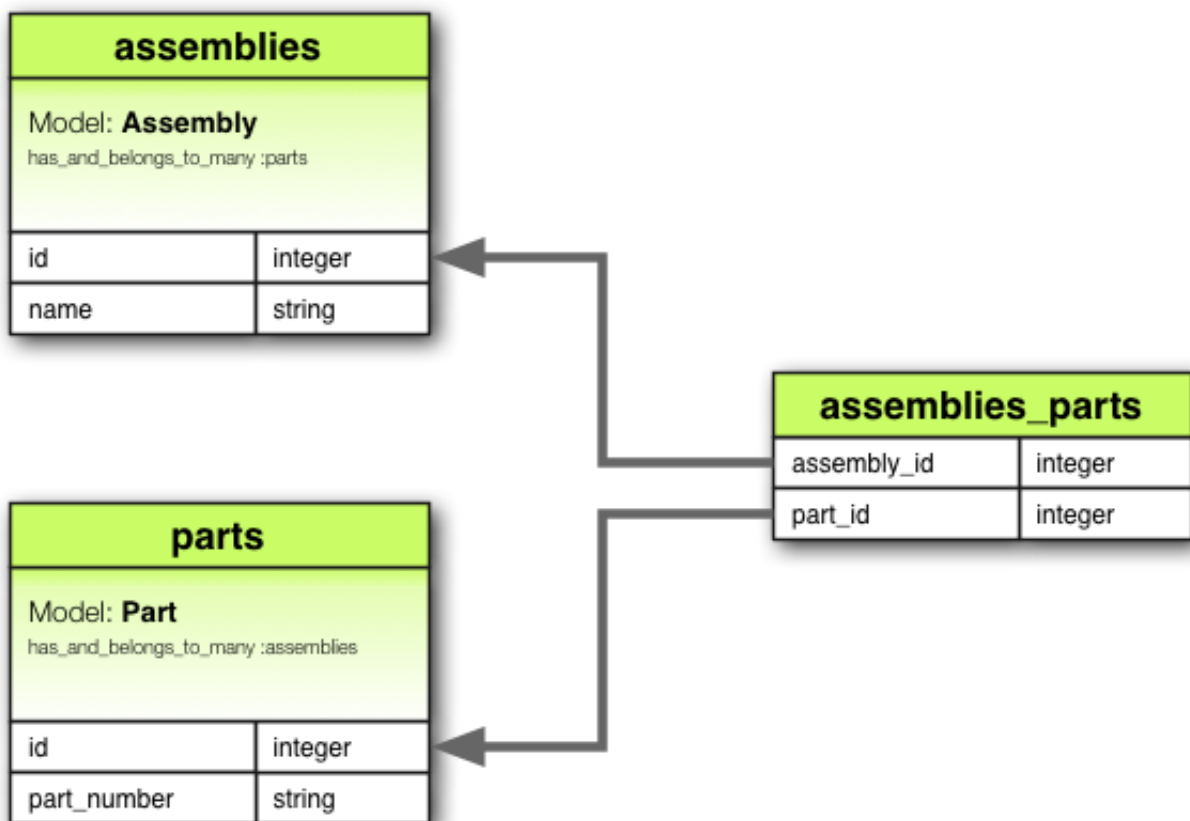 assemblies
Model: Assembly
has_and_belongs_to_many :parts
id integer
name string
assemblies_parts
assembly_id integer
part_id integer
parts
Model: Part
has_and_belongs_to_many :assemblies
id integer
part_number string